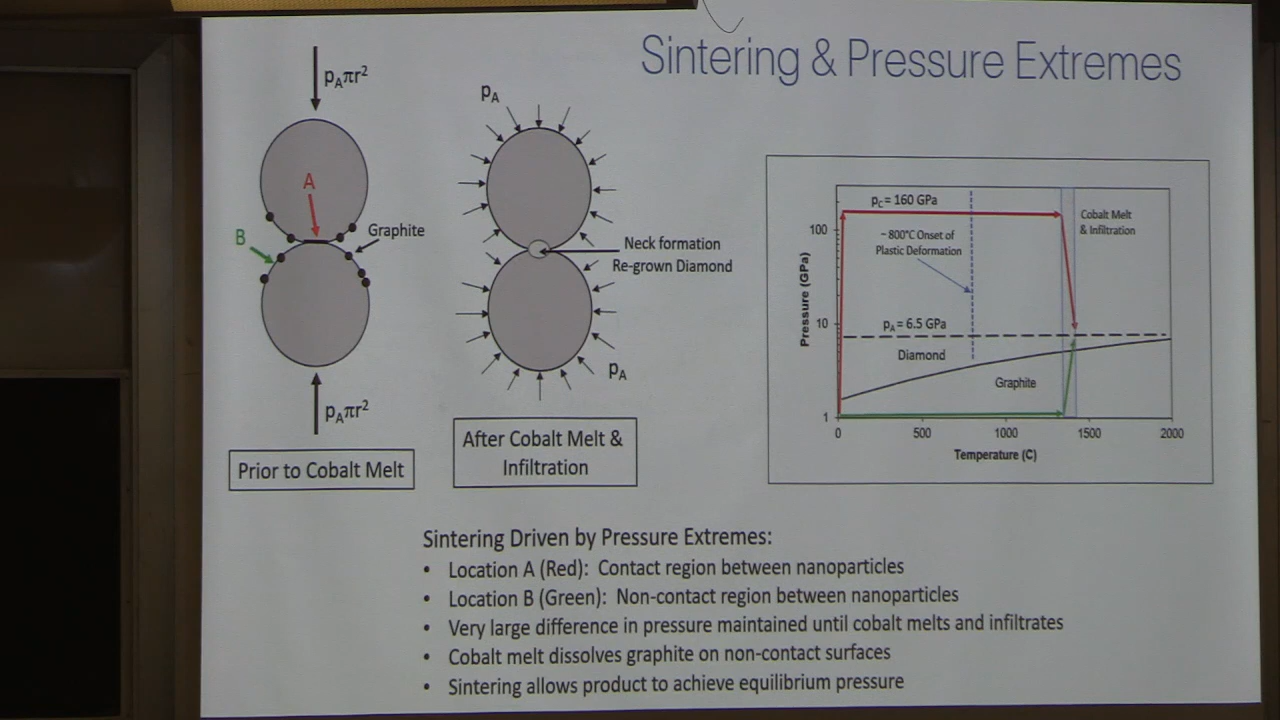 Sintering & Pressure Extremes
pAπr²
A
B
Graphite
pAπr²
Prior to Cobalt Melt
pA
Neck formation
Re-grown Diamond
pA
After Cobalt Melt &
Infiltration
pC = 160 GPa
Cobalt Melt
& Infiltration
~ 800°C Onset of
Plastic Deformation
pA = 6.5 GPa
Diamond
Graphite
Pressure (GPa)
100
10
1
0 500 1000 1500 2000
Temperature (C)
Sintering Driven by Pressure Extremes:
• Location A (Red): Contact region between nanoparticles
• Location B (Green): Non-contact region between nanoparticles
• Very large difference in pressure maintained until cobalt melts and infiltrates
• Cobalt melt dissolves graphite on non-contact surfaces
• Sintering allows product to achieve equilibrium pressure